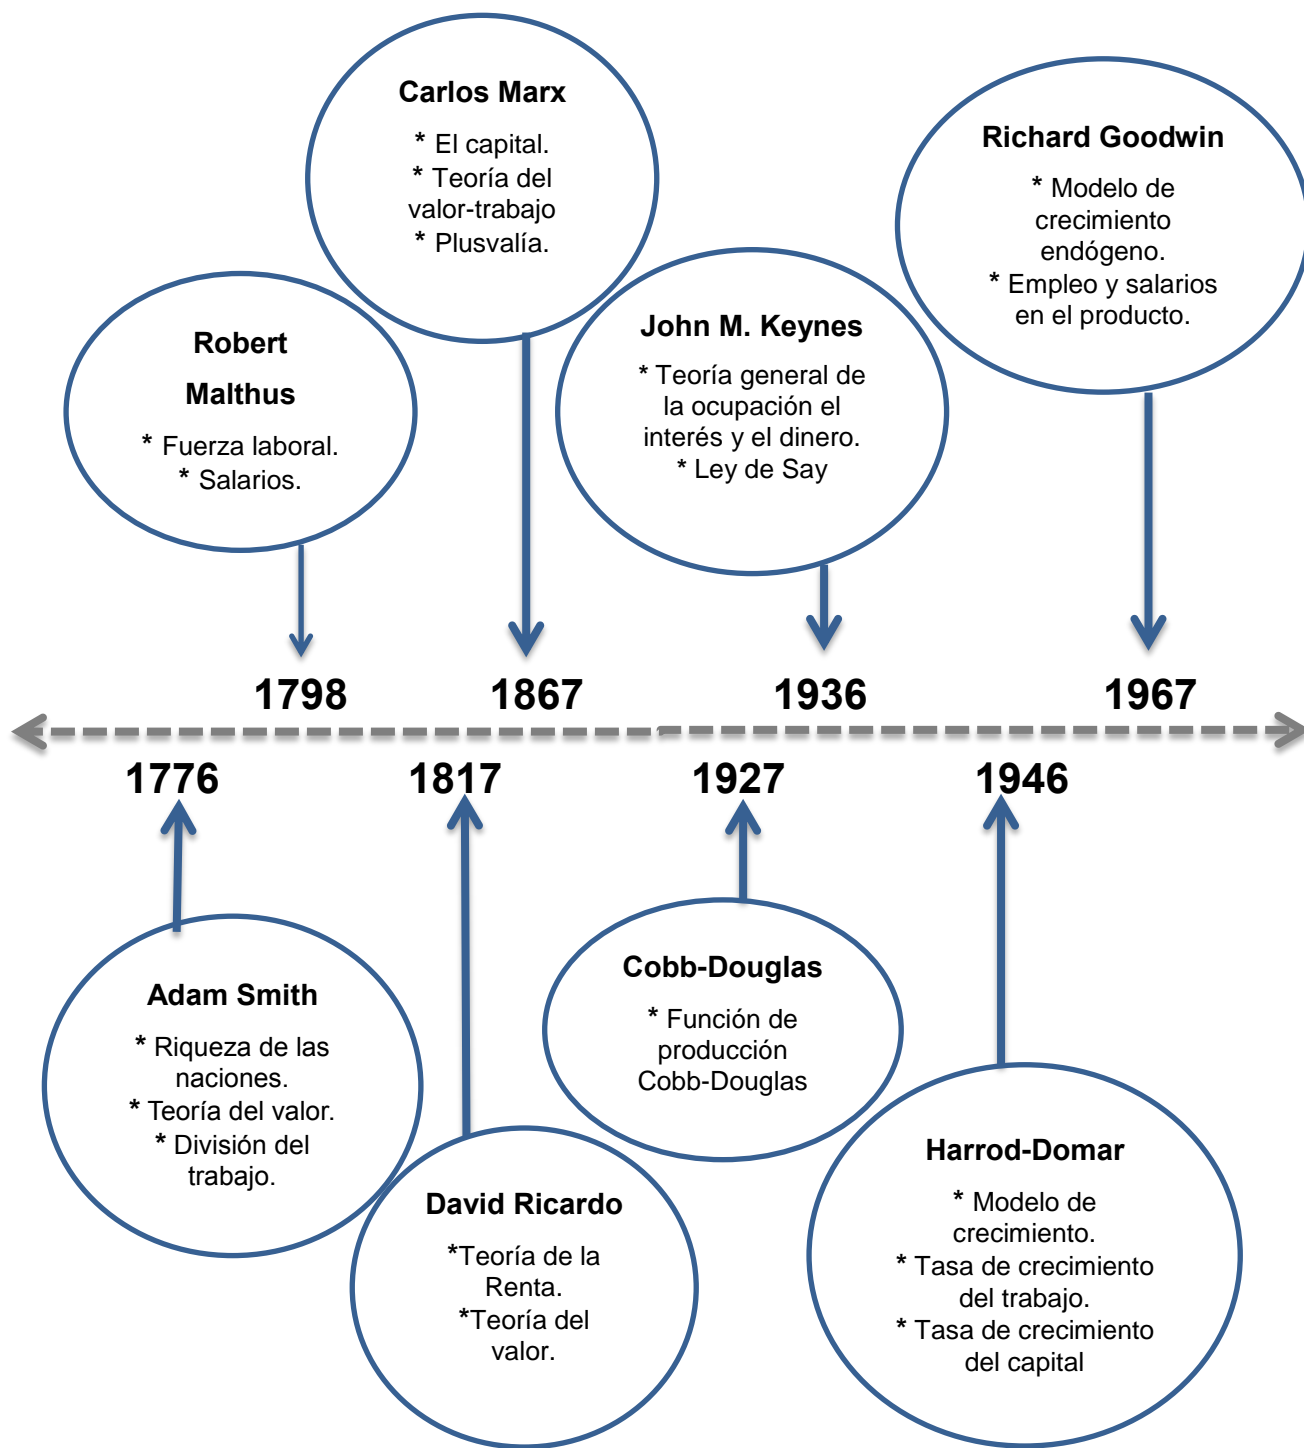 Carlos Marx
* El capital.
* Teoría del
valor-trabajo
* Plusvalía.
Richard Goodwin
* Modelo de
crecimiento
endógeno.
* Empleo y salarios
en el producto.
Robert
Malthus
* Fuerza laboral.
* Salarios.
John M. Keynes
* Teoría general de
la ocupación el
interés y el dinero.
* Ley de Say
1798
1867
1936
1967
1776
1817
1927
1946
Adam Smith
* Riqueza de las
naciones.
* Teoría del valor.
* División del
trabajo.
David Ricardo
*Teoría de la
Renta.
*Teoría del
valor.
Cobb-Douglas
* Función de
producción
Cobb-Douglas
Harrod-Domar
* Modelo de
crecimiento.
* Tasa de crecimiento
del trabajo.
* Tasa de crecimiento
del capital